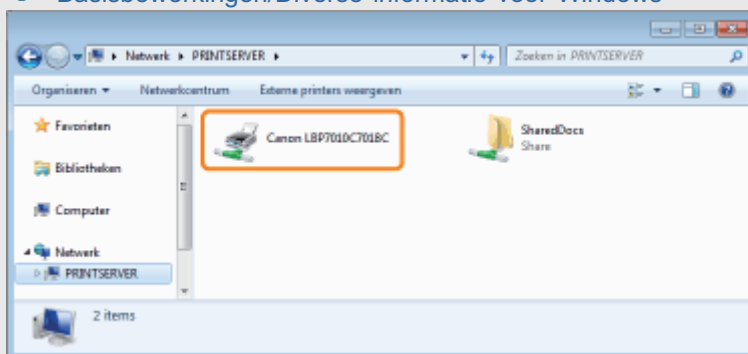 Basisbewerkingen/Diverse informatie voor Windows
Netwerk ▸ PRINTSERVER ▸
Zoeken in PRINTSERVER
Organiseren
Netwerkcentrum
Externe printers weergeven
Favorieten
Bibliotheken
Computer
Netwerk
PRINTSERVER
Canon LBP7010C7018C
SharedDocs
Share
2 items